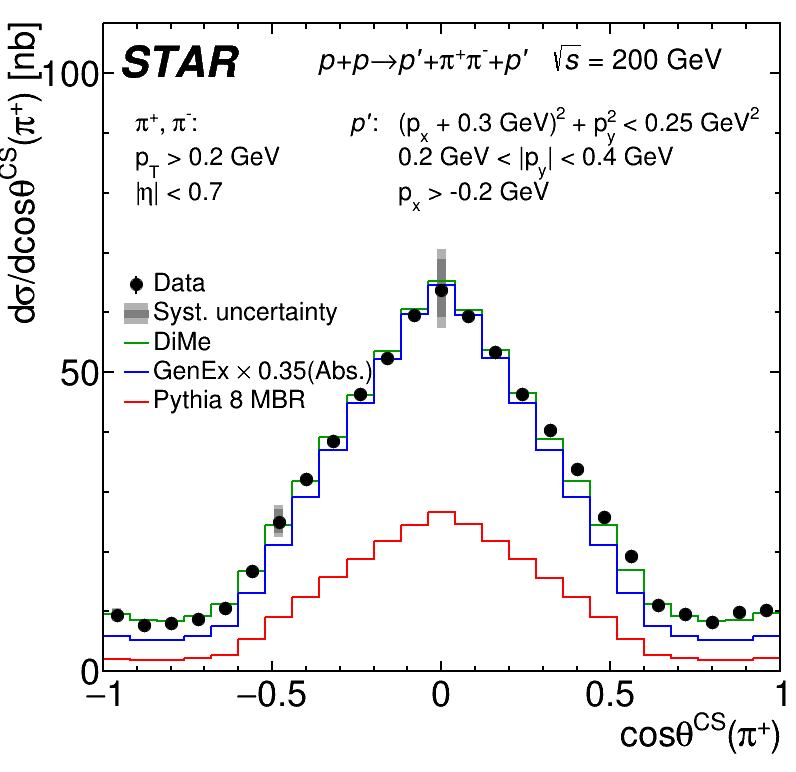 dσ/dcosθ^CS(π⁺) [nb]
STAR p+p→p′+π⁺π⁻+p′ √s = 200 GeV
π⁺, π⁻: p′: (p_x + 0.3 GeV)² + p_y² < 0.25 GeV²
p_T > 0.2 GeV 0.2 GeV < |p_y| < 0.4 GeV
|η| < 0.7 p_x > -0.2 GeV
Data
Syst. uncertainty
DiMe
GenEx × 0.35(Abs.)
Pythia 8 MBR
100
50
0
−1 −0.5 0 0.5 1
cosθ^CS(π⁺)